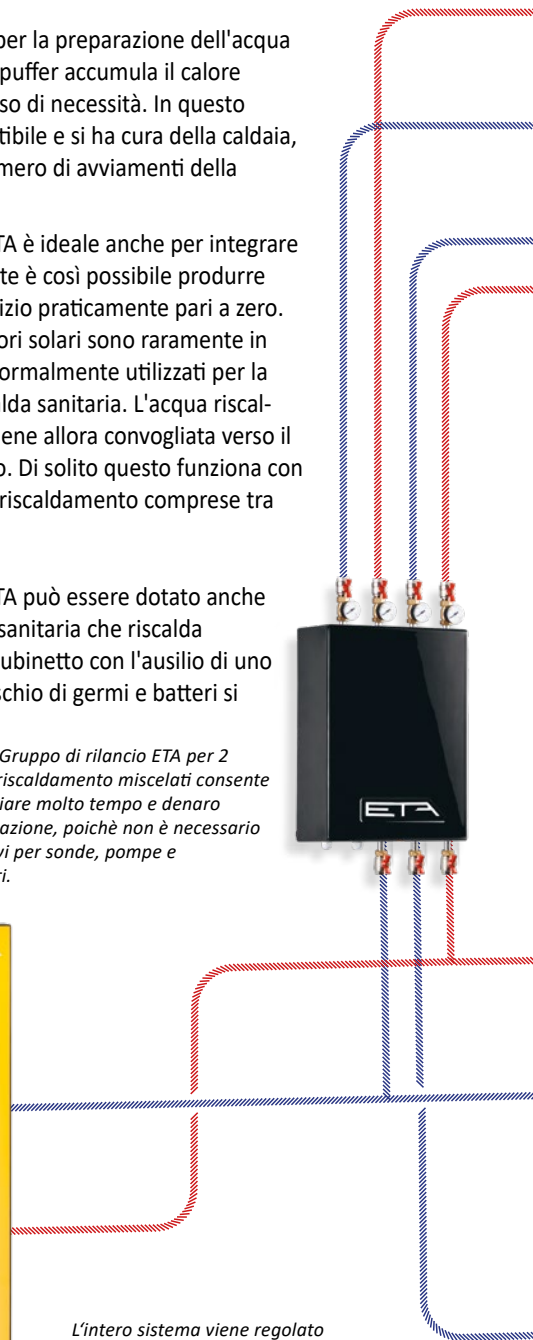 per la preparazione dell'acqua
puffer accumula il calore
so di necessità. In questo
tibile e si ha cura della caldaia,
mero di avviamenti della
TA è ideale anche per integrare
te è così possibile produrre
izio praticamente pari a zero.
ori solari sono raramente in
normalmente utilizzati per la
alda sanitaria. L'acqua riscal-
iene allora convogliata verso il
o. Di solito questo funziona con
riscaldamento comprese tra
TA può essere dotato anche
sanitaria che riscalda
ubinetto con l'ausilio di uno
schio di germi e batteri si
Gruppo di rilancio ETA per 2
riscaldamento miscelati consente
iare molto tempo e denaro
azione, poichè non è necessario
vi per sonde, pompe e
ri.
ETA
L'intero sistema viene regolato